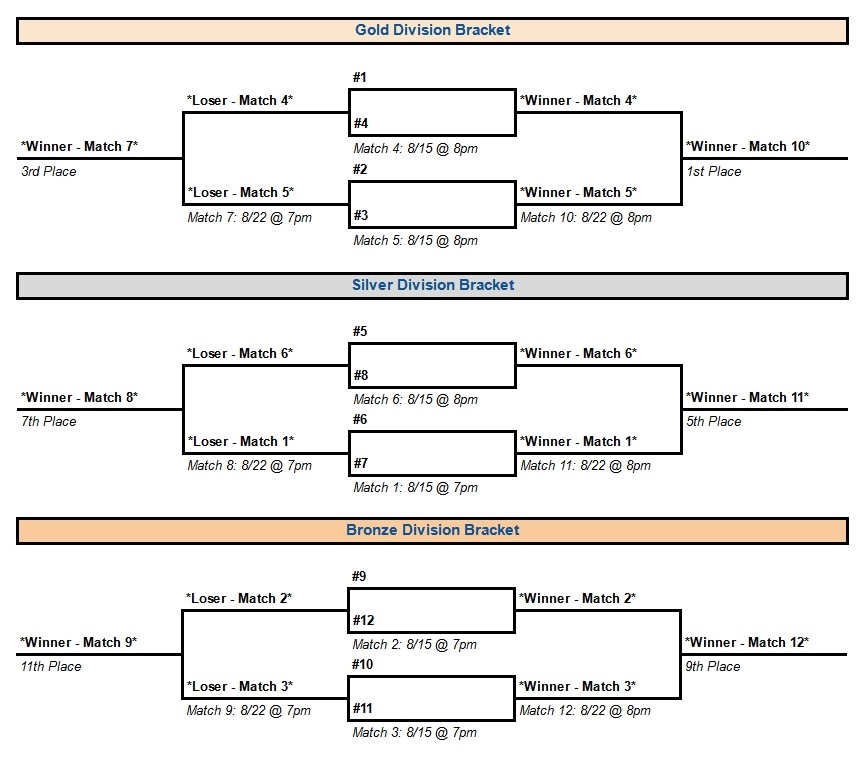 Gold Division Bracket
#1
*Loser - Match 4*
*Winner - Match 4*
#4
*Winner - Match 7*
Match 4: 8/15 @ 8pm
*Winner - Match 10*
3rd Place
#2
1st Place
*Loser - Match 5*
*Winner - Match 5*
Match 7: 8/22 @ 7pm
#3
Match 10: 8/22 @ 8pm
Match 5: 8/15 @ 8pm
Silver Division Bracket
#5
*Loser - Match 6*
*Winner - Match 6*
#8
*Winner - Match 8*
Match 6: 8/15 @ 8pm
*Winner - Match 11*
7th Place
#6
5th Place
*Loser - Match 1*
*Winner - Match 1*
Match 8: 8/22 @ 7pm
#7
Match 11: 8/22 @ 8pm
Match 1: 8/15 @ 7pm
Bronze Division Bracket
#9
*Loser - Match 2*
*Winner - Match 2*
#12
*Winner - Match 9*
Match 2: 8/15 @ 7pm
*Winner - Match 12*
11th Place
#10
9th Place
*Loser - Match 3*
*Winner - Match 3*
Match 9: 8/22 @ 7pm
#11
Match 12: 8/22 @ 8pm
Match 3: 8/15 @ 7pm